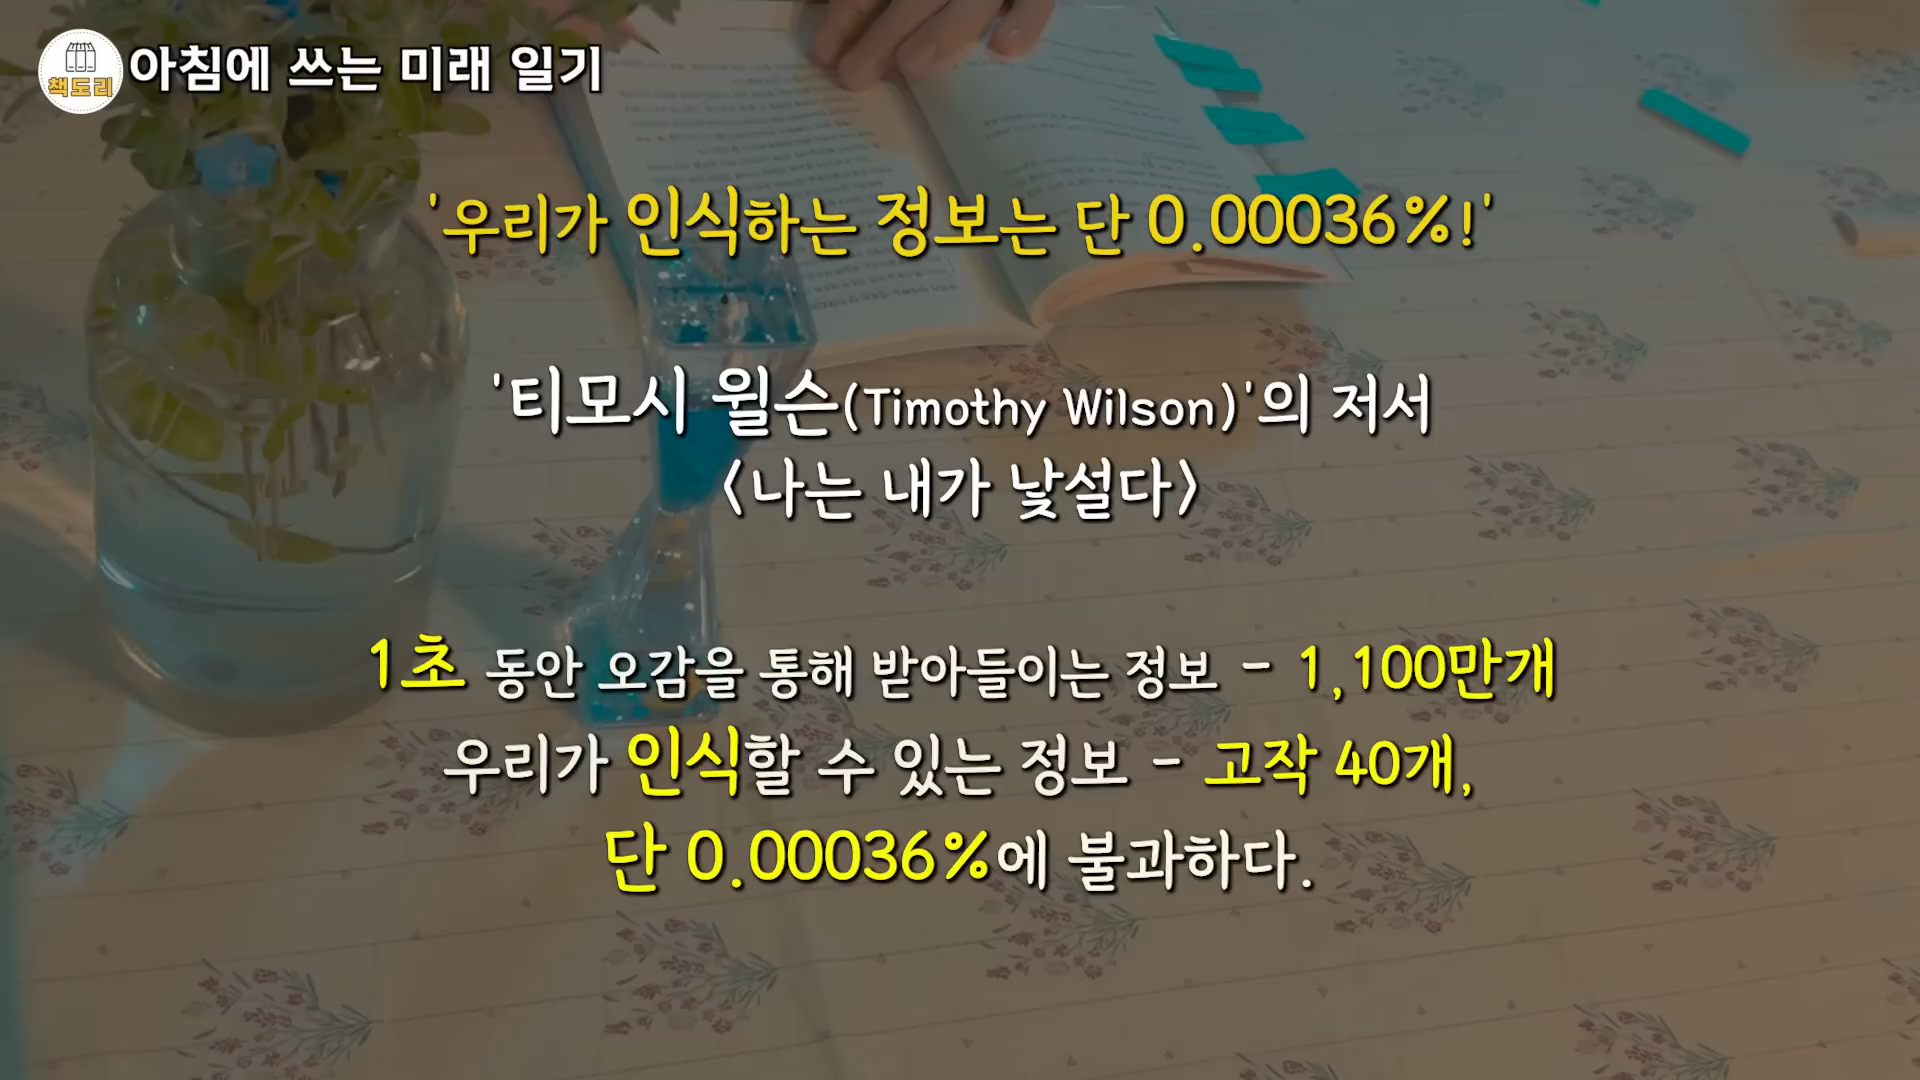 책도리
아침에 쓰는 미래 일기
'우리가 인식하는 정보는 단 0.00036%!'
'티모시 윌슨(Timothy Wilson)'의 저서
<나는 내가 낯설다>
1초 동안 오감을 통해 받아들이는 정보 - 1,100만개
우리가 인식할 수 있는 정보 - 고작 40개,
단 0.00036%에 불과하다.